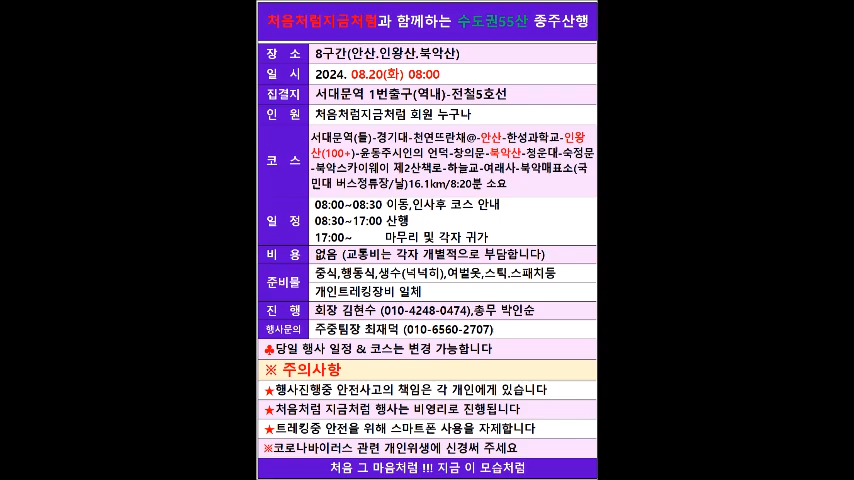 처음처럼지금처럼과 함께하는 수도권55산 종주산행
장 소 8구간(안산.인왕산.북악산)
일 시 2024. 08.20(화) 08:00
집결지 서대문역 1번출구(역내)-전철5호선
인 원 처음처럼지금처럼 회원 누구나
코 스
서대문역(들)-경기대-천연뜨란채@-안산-한성과학교-인왕
산(100+)-윤동주시인의 언덕-창의문-북악산-청운대-숙정문
-북악스카이웨이 제2산책로-하늘교-여래사-북악매표소(국
민대 버스정류장/날)16.1km/8:20분 소요
일 정
08:00~08:30 이동,인사후 코스 안내
08:30~17:00 산행
17:00~ 마무리 및 각자 귀가
비 용 없음 (교통비는 각자 개별적으로 부담합니다)
준비물
중식,행동식,생수(넉넉히),여벌옷,스틱.스패치등
개인트레킹장비 일체
진 행 회장 김현수 (010-4248-0474),총무 박인순
행사문의 주중팀장 최재덕 (010-6560-2707)
♣당일 행사 일정 & 코스는 변경 가능합니다
※ 주의사항
★행사진행중 안전사고의 책임은 각 개인에게 있습니다
★처음처럼 지금처럼 행사는 비영리로 진행됩니다
★트레킹중 안전을 위해 스마트폰 사용을 자제합니다
※코로나바이러스 관련 개인위생에 신경써 주세요
처음 그 마음처럼 !!! 지금 이 모습처럼